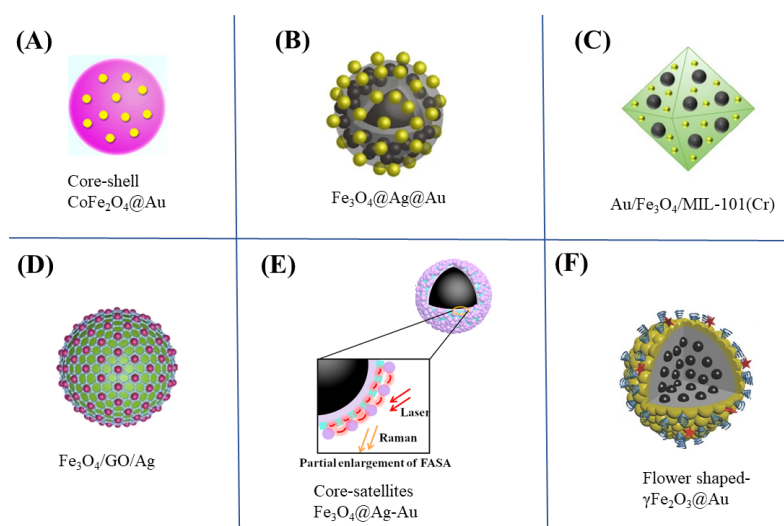 (A)
Core-shell
CoFe₂O₄@Au
(B)
Fe₃O₄@Ag@Au
(C)
Au/Fe₃O₄/MIL-101(Cr)
(D)
Fe₃O₄/GO/Ag
(E)
Laser
Raman
Partial enlargement of FASA
Core-satellites
Fe₃O₄@Ag-Au
(F)
Flower shaped-
γFe₂O₃@Au